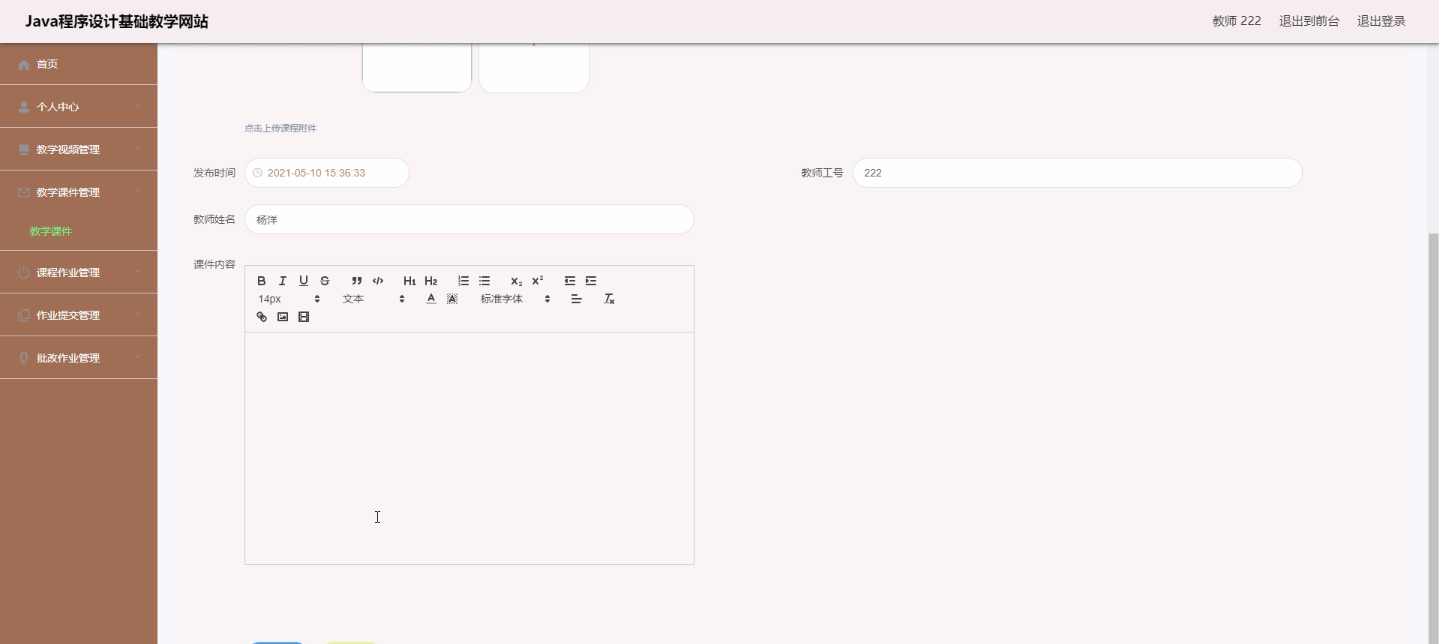 Java程序设计基础教学网站
教师 222 退出到前台 退出登录
首页
个人中心
教学视频管理
教学课件管理
教学课件
课程作业管理
作业提交管理
批改作业管理
点击上传课程附件
发布时间 2021-05-10 15:36:33 教师工号 222
教师姓名 杨洋
课件内容
B I U S H1 H2 X2 X2
14px 文本 A A 标准字体 Tx